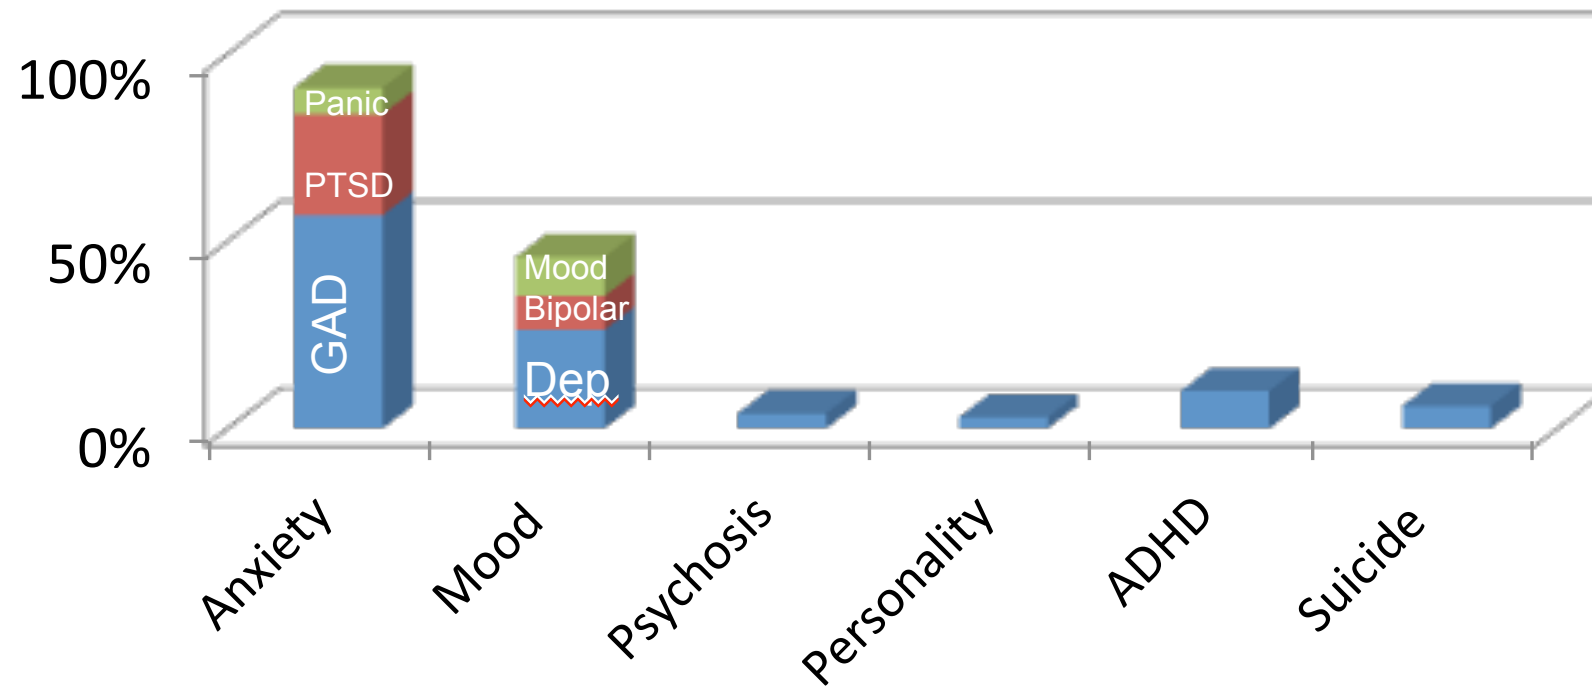 100%
50%
0%
Panic
PTSD
GAD
Mood
Bipolar
Dep
Anxiety
Mood
Psychosis
Personality
ADHD
Suicide